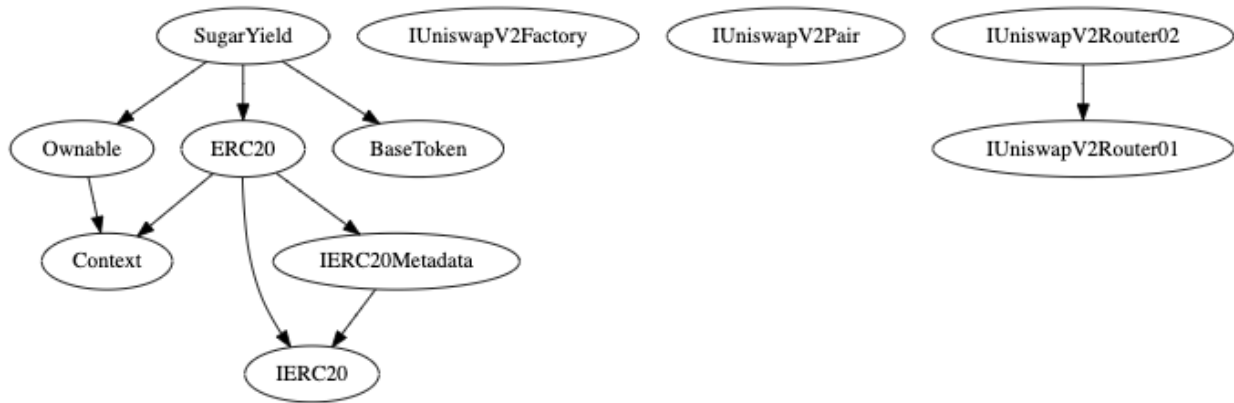 SugarYield
IUniswapV2Factory
IUniswapV2Pair
IUniswapV2Router02
Ownable
ERC20
BaseToken
IUniswapV2Router01
Context
IERC20Metadata
IERC20